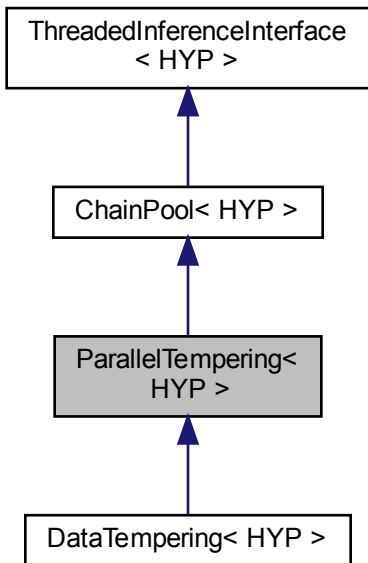 ThreadedInferenceInterface
< HYP >
ChainPool< HYP >
ParallelTempering<
HYP >
DataTempering< HYP >